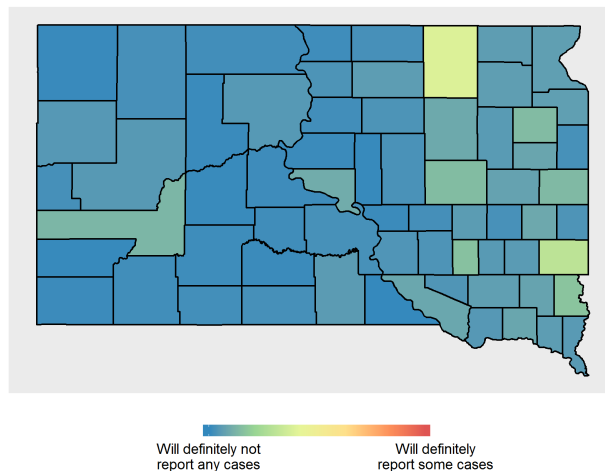 Will definitely not
report any cases
Will definitely
report some cases